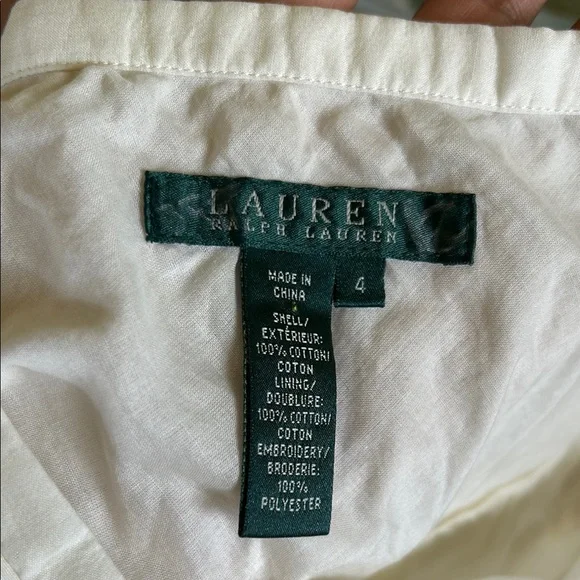 LAUREN
RALPH LAUREN
4
MADE IN
CHINA
SHELL/
EXTÉRIEUR:
100% COTTON/
COTON
LINING/
DOUBLURE:
100% COTTON/
COTON
EMBROIDERY/
BRODERIE:
100%
POLYESTER